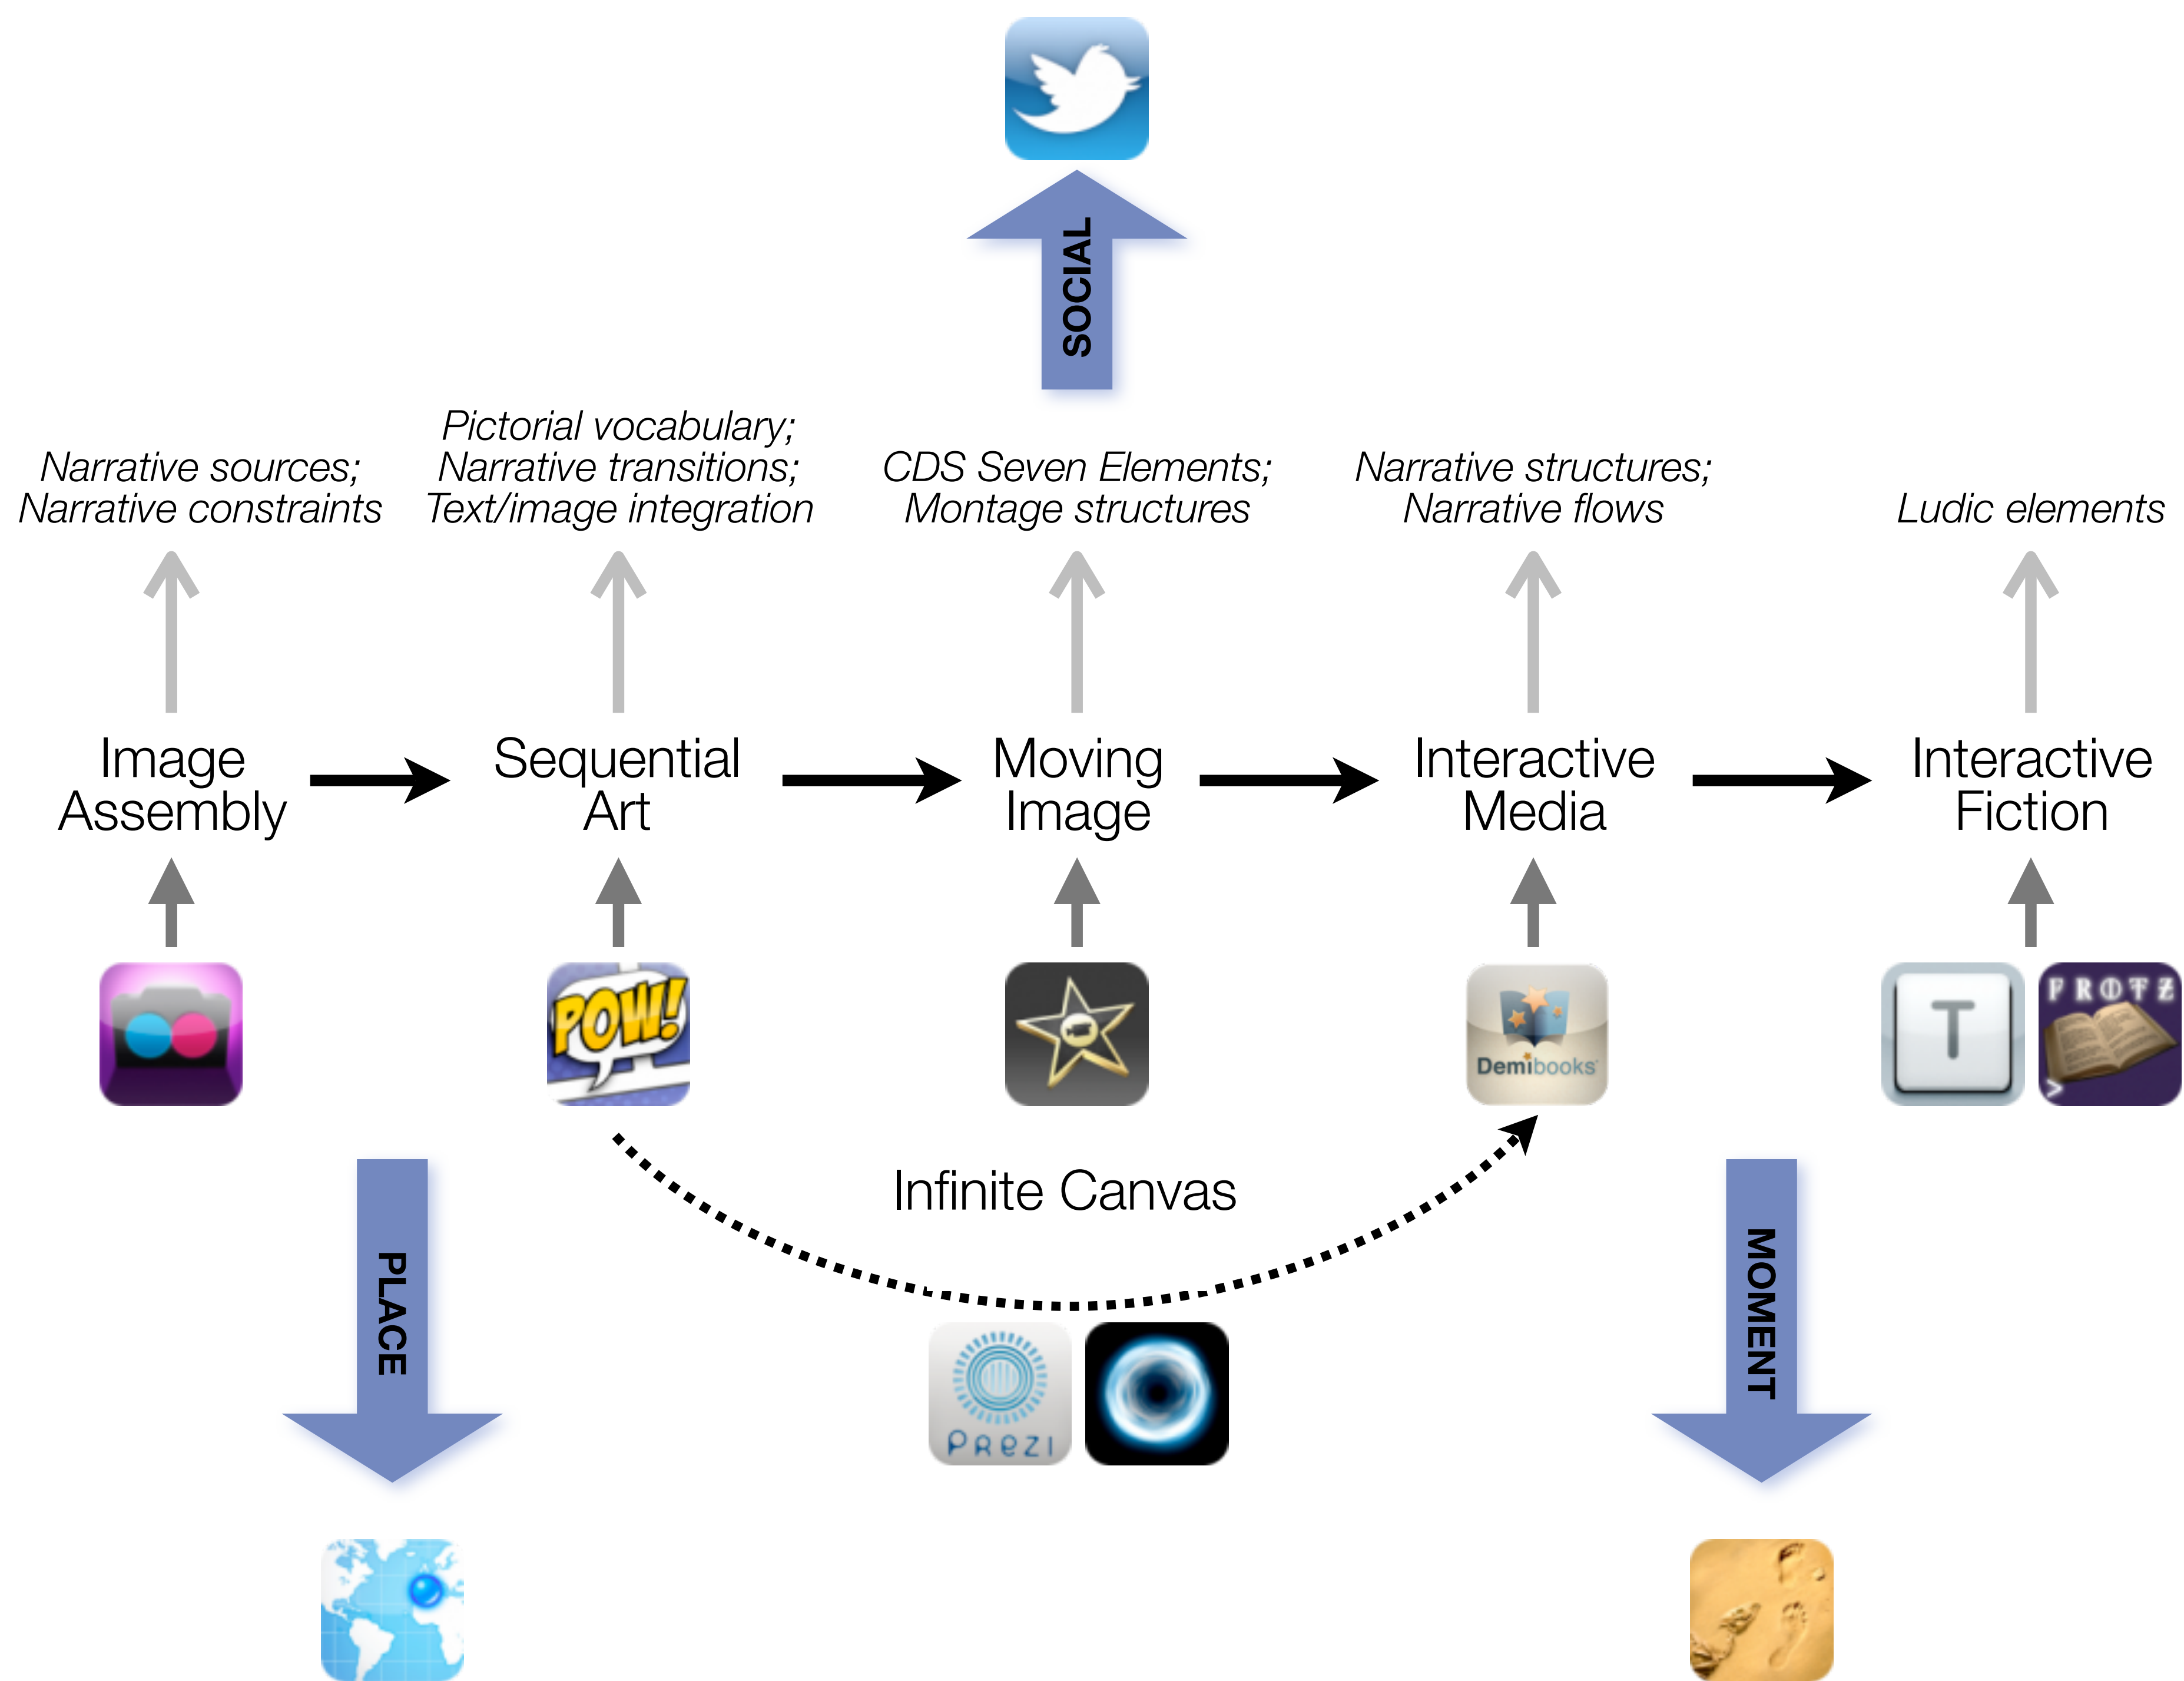 SOCIAL
Narrative sources;
Narrative constraints
Pictorial vocabulary;
Narrative transitions;
Text/image integration
CDS Seven Elements;
Montage structures
Narrative structures;
Narrative flows
Ludic elements
Image
Assembly
Sequential
Art
Moving
Image
Interactive
Media
Interactive
Fiction
POW!
Demibooks
T
FROTZ
>
Infinite Canvas
PLACE
MOMENT
PREZI